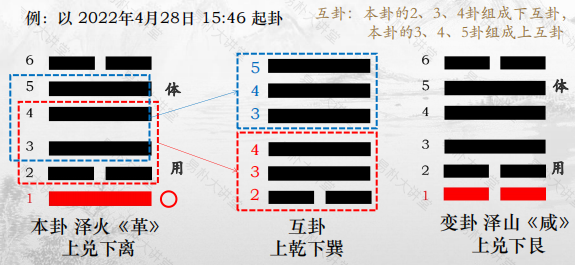 例：以 2022年4月28日 15:46 起卦
互卦：本卦的2、3、4卦组成下互卦，
本卦的3、4、5卦组成上互卦
6
5
4
3
2
1
体
用
本卦 泽火《革》
上兑下离
5
4
3
4
3
2
互卦
上乾下巽
6
5
4
3
2
1
体
用
变卦 泽山《咸》
上兑下艮